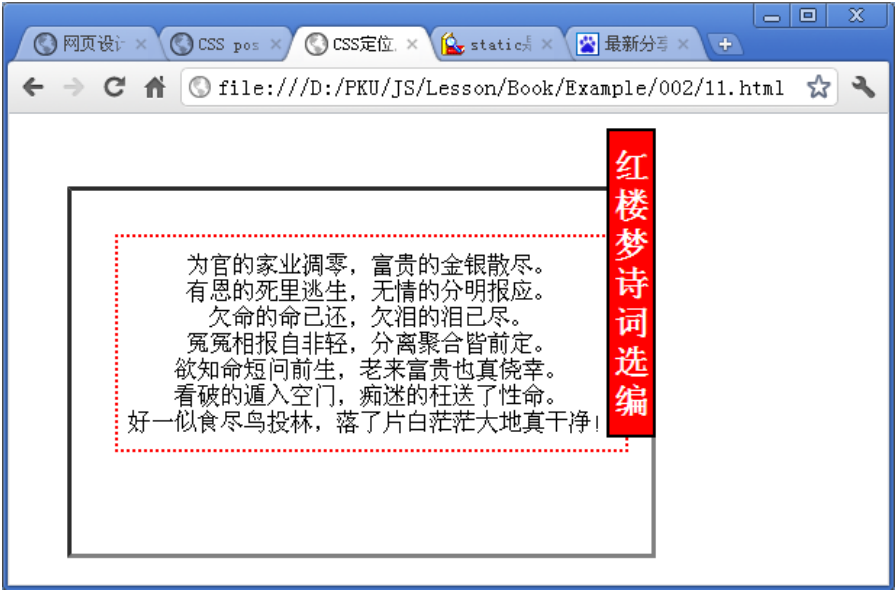 网页设计
CSS pos
CSS定位
static是
最新分享
file:///D:/PKU/JS/Lesson/Book/Example/002/11.html
红楼梦诗词选编
为官的家业凋零，富贵的金银散尽。
有恩的死里逃生，无情的分明报应。
欠命的命已还，欠泪的泪已尽。
冤冤相报自非轻，分离聚合皆前定。
欲知命短问前生，老来富贵也真侥幸。
看破的遁入空门，痴迷的枉送了性命。
好一似食尽鸟投林，落了片白茫茫大地真干净！